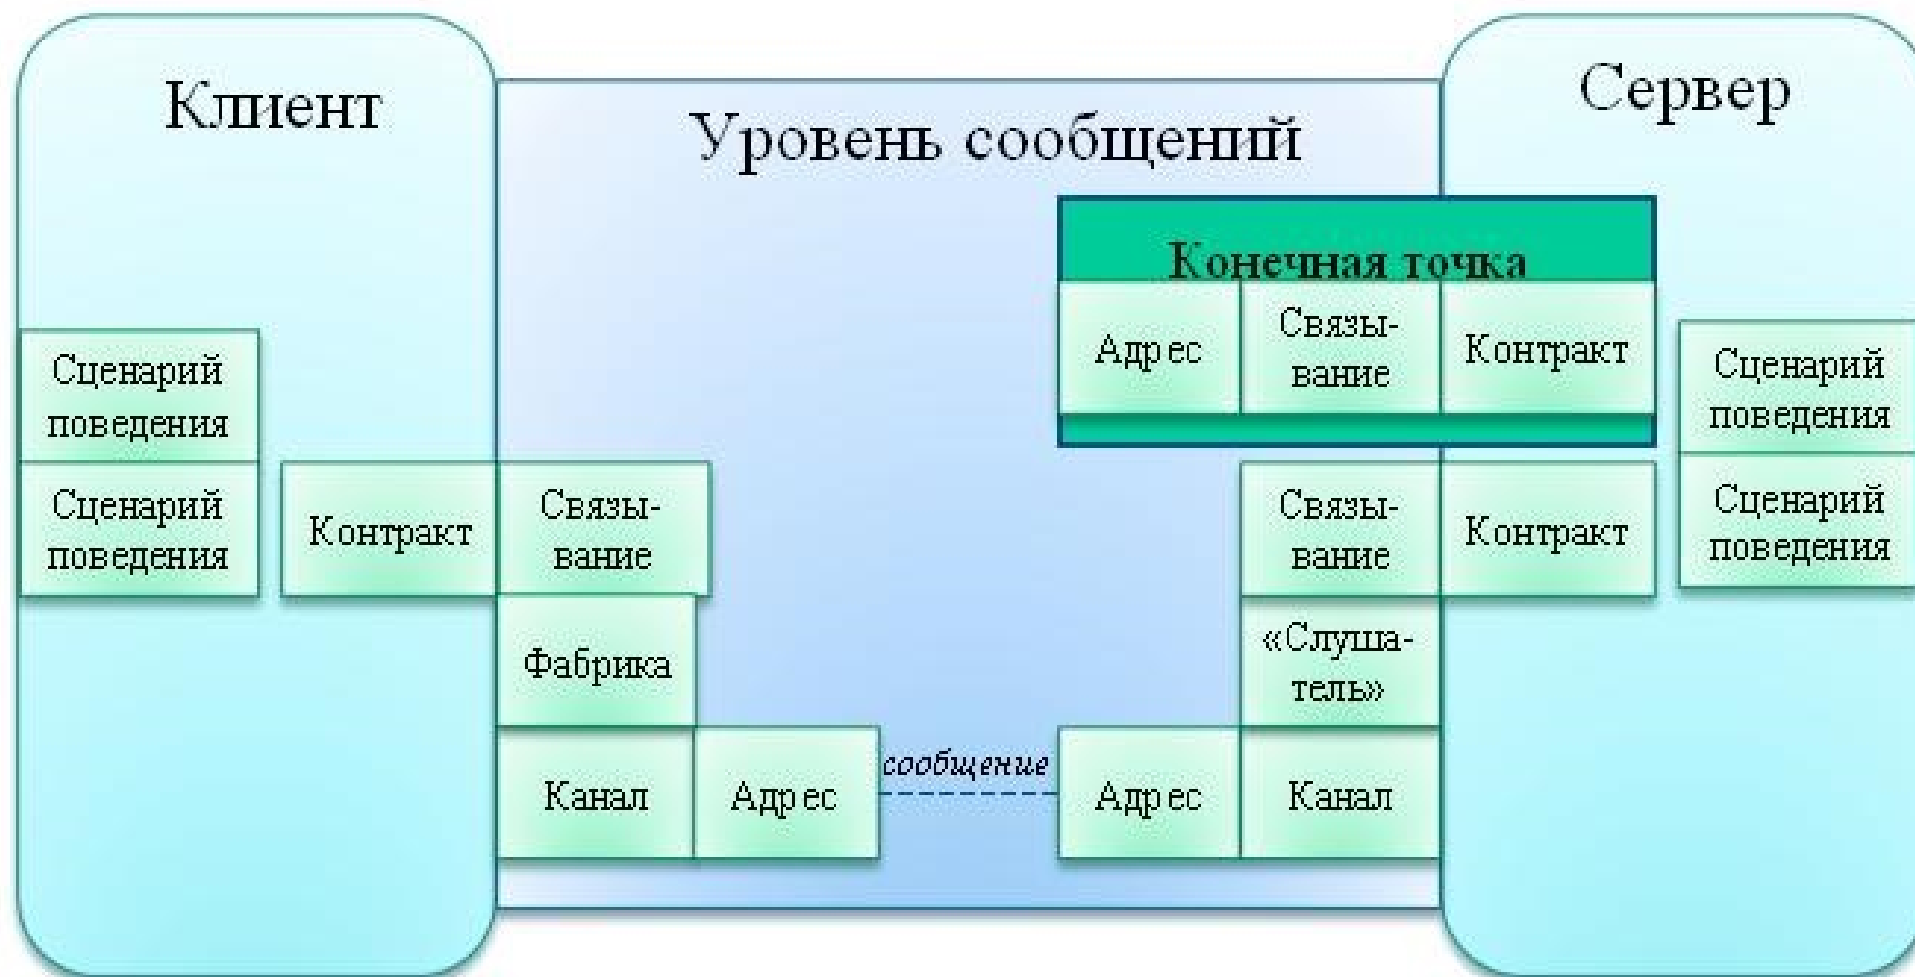 Клиент
Уровень сообщений
Сервер
Конечная точка
Адрес
Связы-
вание
Контракт
Сценарий
поведения
Сценарий
поведения
Сценарий
поведения
Сценарий
поведения
Контракт
Связы-
вание
Связы-
вание
Контракт
Фабрика
«Слуша-
тель»
Канал
Адрес
сообщение
Адрес
Канал